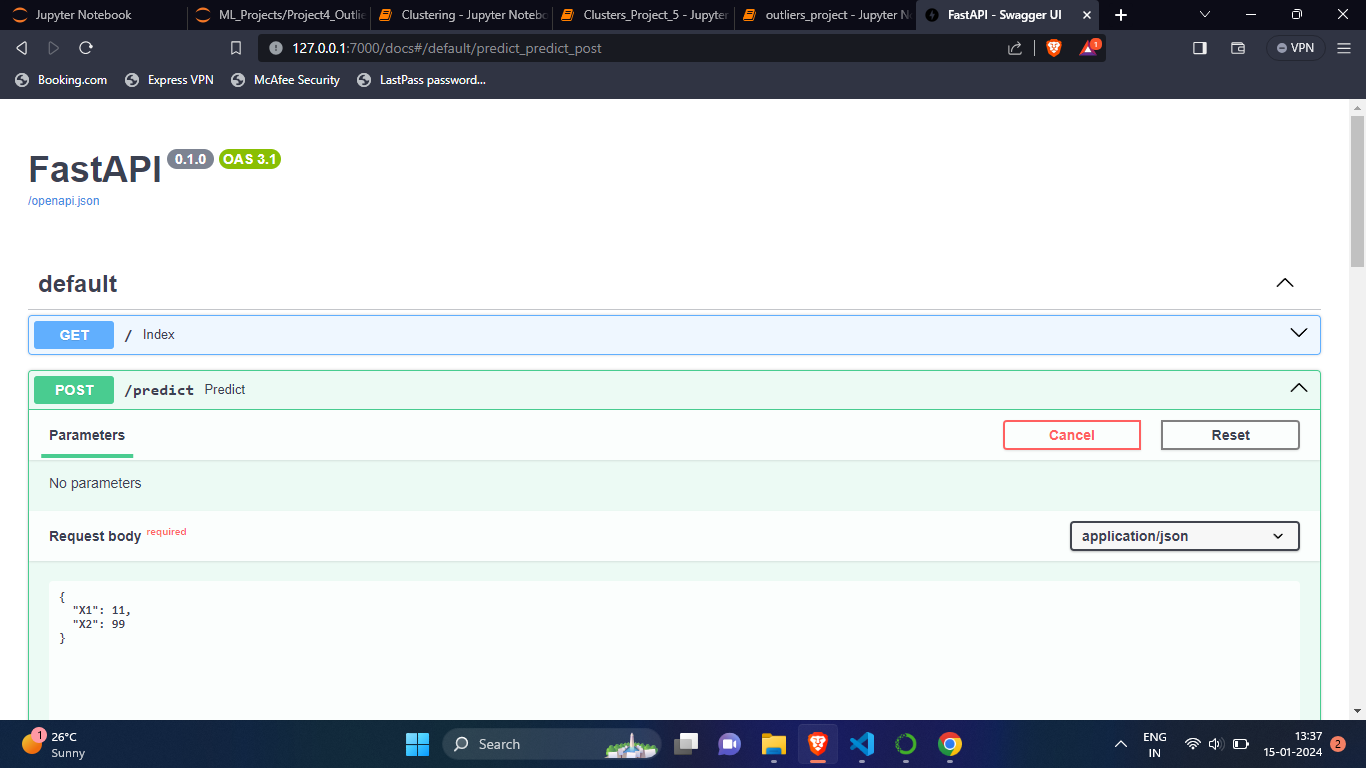 Jupyter Notebook
ML_Projects/Project4_Outlie
Clustering - Jupyter Notebo
Clusters_Project_5 - Jupyter
outliers_project - Jupyter N
FastAPI - Swagger UI
127.0.0.1:7000/docs#/default/predict_predict_post
1
VPN
Booking.com
Express VPN
McAfee Security
LastPass password...
FastAPI 0.1.0 OAS 3.1
/openapi.json
default
GET / Index
POST /predict Predict
Parameters
Cancel
Reset
No parameters
Request body required
application/json
{
"X1": 11,
"X2": 99
}
1
26°C
Sunny
Search
ENG
IN
13:37
15-01-2024
2